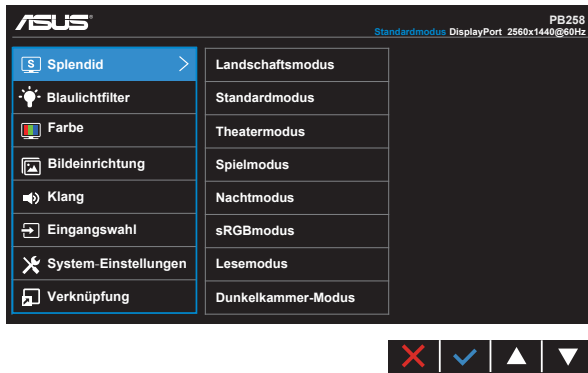 ASUS
PB258
Standardmodus DisplayPort 2560x1440@60Hz
S Splendid
Blaulichtfilter
Farbe
Bildeinrichtung
Klang
Eingangswahl
System-Einstellungen
Verknüpfung
Landschaftsmodus
Standardmodus
Theatermodus
Spielmodus
Nachtmodus
sRGBmodus
Lesemodus
Dunkelkammer-Modus